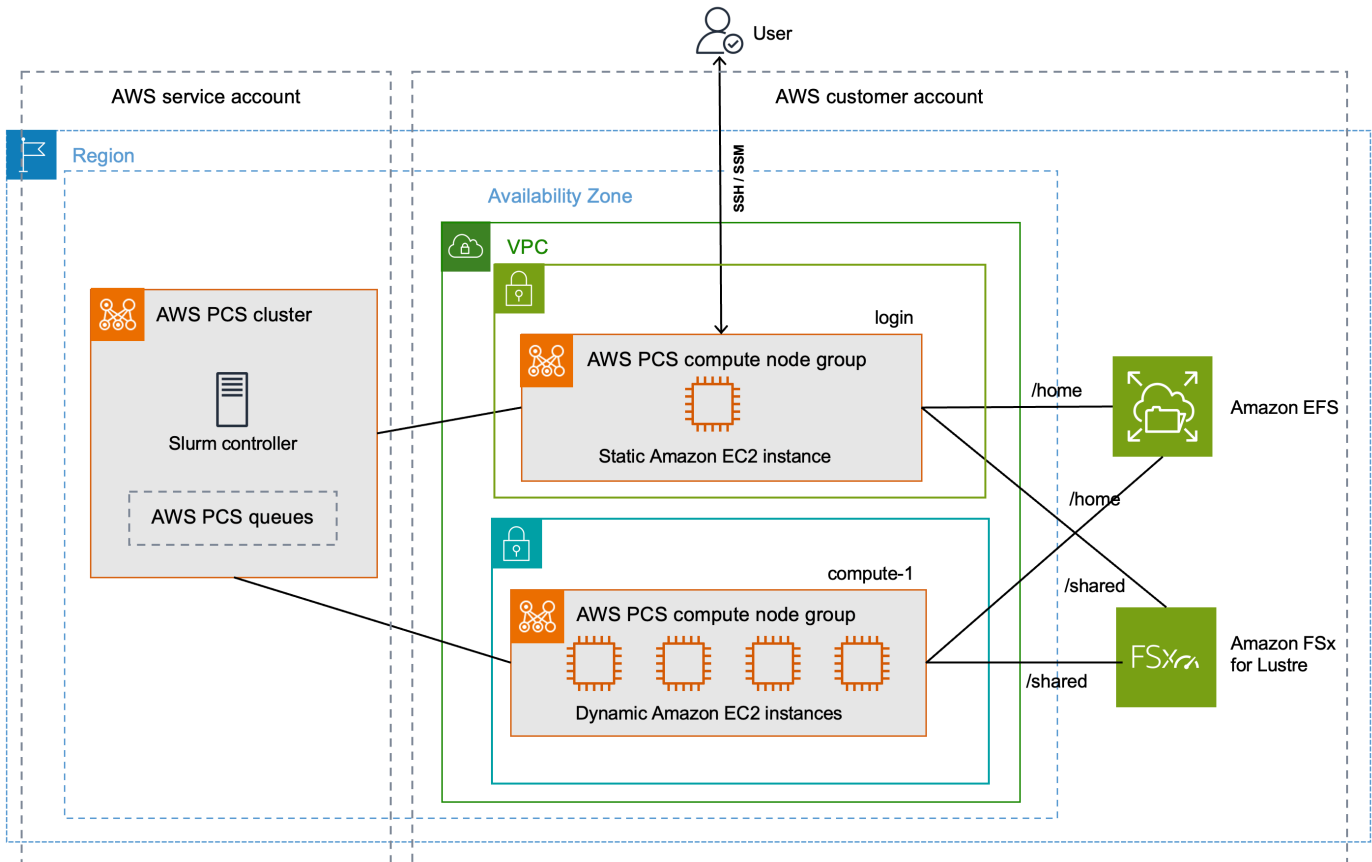 User
AWS service account
AWS customer account
Region
SSH / SSM
Availability Zone
VPC
AWS PCS cluster
login
AWS PCS compute node group
/home
Amazon EFS
Slurm controller
Static Amazon EC2 instance
/home
AWS PCS queues
compute-1
/shared
AWS PCS compute node group
Amazon FSx
for Lustre
FSx
/shared
Dynamic Amazon EC2 instances